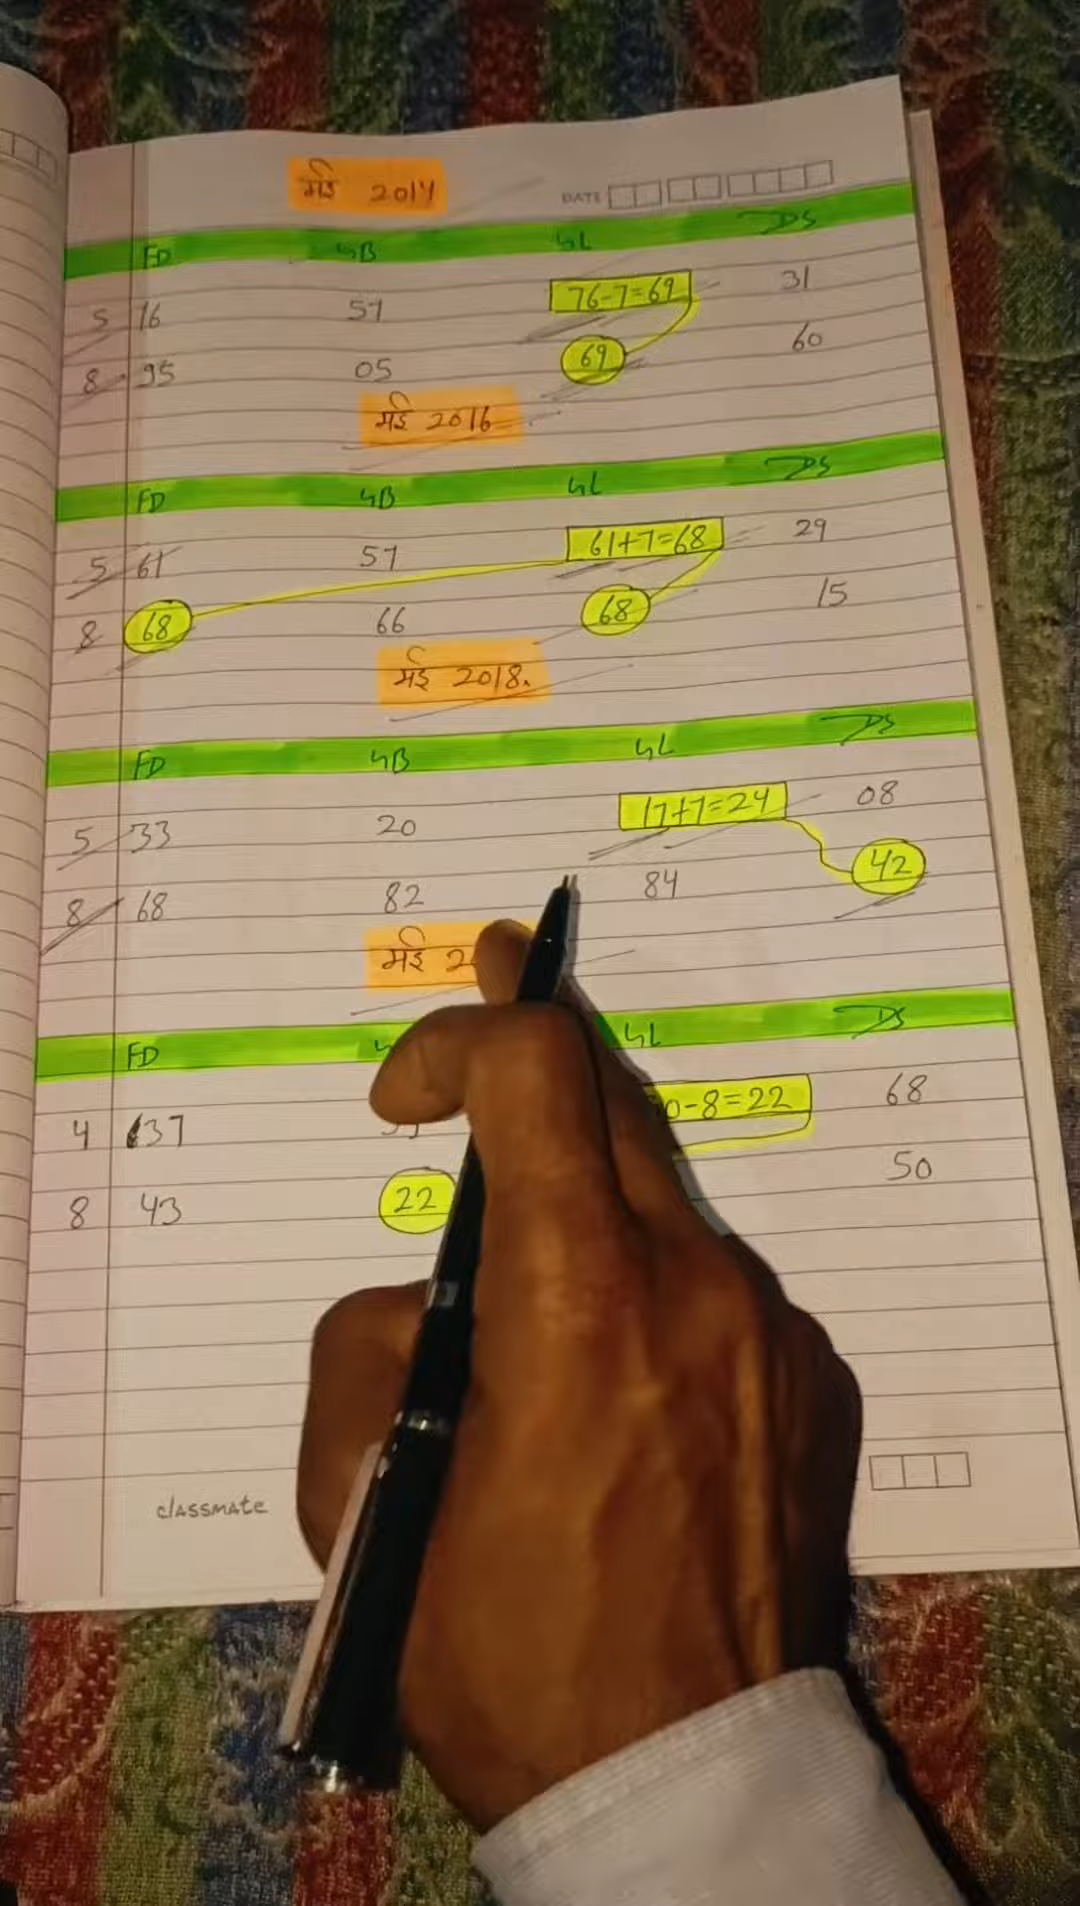 मई 2014
DATE
FD GB GL DS
5 16 57 76-7=69 31
8 95 05 69 60
मई 2016
FD GB GL DS
5 61 57 61+7=68 29
8 68 66 68 15
मई 2018.
FD GB GL DS
5 33 20 17+7=24 08
8 68 82 84 42
मई 2
FD GL DS
4 37 0-8=22 68
8 43 22 50
classmate